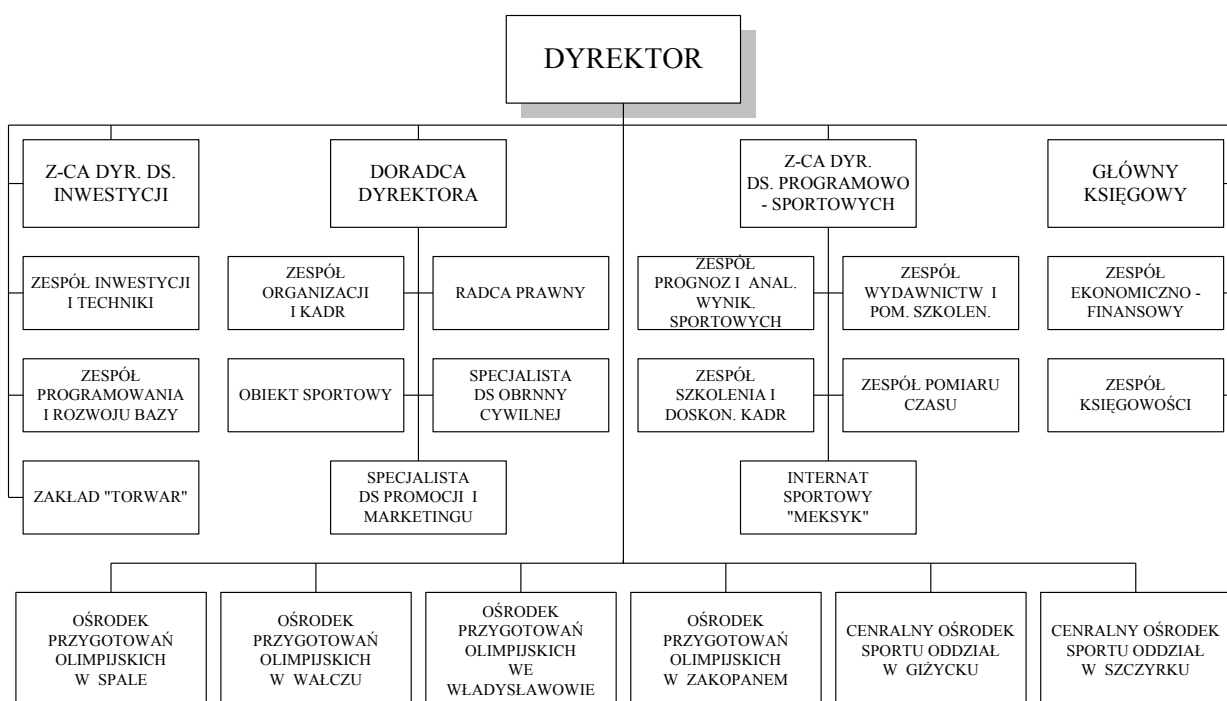 DYREKTOR
Z-CA DYR. DS.
INWESTYCJI
DORADCA
DYREKTORA
Z-CA DYR.
DS. PROGRAMOWO
- SPORTOWYCH
GŁÓWNY
KSIĘGOWY
ZESPÓŁ INWESTYCJI
I TECHNIKI
ZESPÓŁ
ORGANIZACJI
I KADR
RADCA PRAWNY
ZESPÓŁ
PROGNOZ I ANAL.
WYNIK.
SPORTOWYCH
ZESPÓŁ
WYDAWNICTW I
POM. SZKOLEN.
ZESPÓŁ
EKONOMICZNO -
FINANSOWY
ZESPÓŁ
PROGRAMOWANIA
I ROZWOJU BAZY
OBIEKT SPORTOWY
SPECJALISTA
DS OBRNNY
CYWILNEJ
ZESPÓŁ
SZKOLENIA I
DOSKON. KADR
ZESPÓŁ POMIARU
CZASU
ZESPÓŁ
KSIĘGOWOŚCI
ZAKŁAD "TORWAR"
SPECJALISTA
DS PROMOCJI I
MARKETINGU
INTERNAT
SPORTOWY
"MEKSYK"
OŚRODEK
PRZYGOTOWAŃ
OLIMPIJSKICH
W SPALE
OŚRODEK
PRZYGOTOWAŃ
OLIMPIJSKICH
W WAŁCZU
OŚRODEK
PRZYGOTOWAŃ
OLIMPIJSKICH
WE
WŁADYSŁAWOWIE
OŚRODEK
PRZYGOTOWAŃ
OLIMPIJSKICH
W ZAKOPANEM
CENRALNY OŚRODEK
SPORTU ODDZIAŁ
W GIŻYCKU
CENRALNY OŚRODEK
SPORTU ODDZIAŁ
W SZCZYRKU